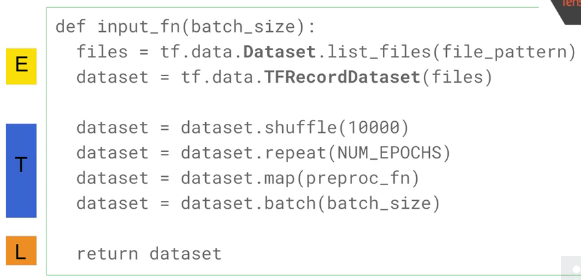 def input_fn(batch_size):
files = tf.data.Dataset.list_files(file_pattern)
E
dataset = tf.data.TFRecordDataset(files)
dataset = dataset.shuffle(10000)
dataset = dataset.repeat(NUM_EPOCHS)
T
dataset = dataset.map(preproc_fn)
dataset = dataset.batch(batch_size)
L
return dataset